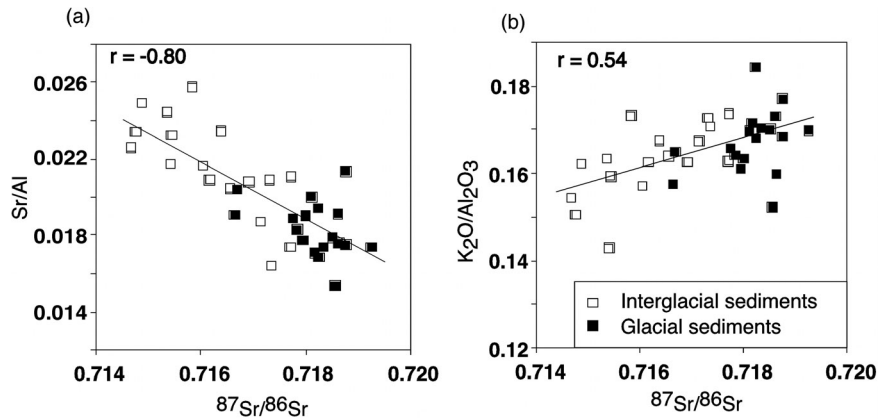 (a)
r = -0.80
0.026
0.022
0.018
0.014
Sr/Al
0.714
0.716
0.718
0.720
87Sr/86Sr
(b)
r = 0.54
0.18
0.16
0.14
0.12
K2O/Al2O3
Interglacial sediments
Glacial sediments
0.714
0.716
0.718
0.720
87Sr/86Sr